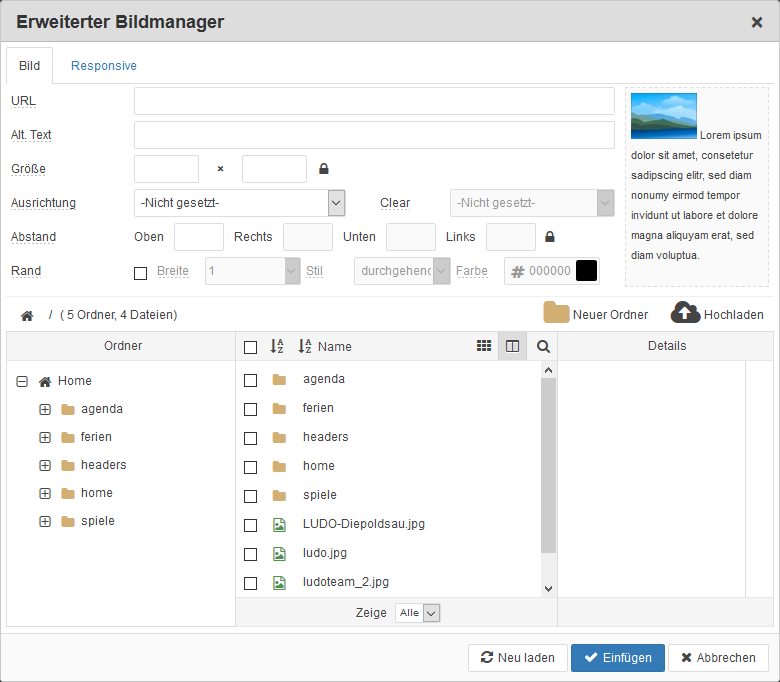 Erweiterter Bildmanager
Bild Responsive
URL
Alt. Text
Größe
Ausrichtung -Nicht gesetzt- Clear -Nicht gesetzt-
Abstand Oben Rechts Unten Links
Rand Breite 1 Stil durchgehend Farbe # 000000
Lorem ipsum
dolor sit amet, consetetur
sadipscing elitr, sed diam
nonumy eirmod tempor
invidunt ut labore et dolore
magna aliquyam erat, sed
diam voluptua.
/ ( 5 Ordner, 4 Dateien) Neuer Ordner Hochladen
Ordner Name Details
Home
agenda
ferien
headers
home
spiele
agenda
ferien
headers
home
spiele
LUDO-Diepoldsau.jpg
ludo.jpg
ludoteam_2.jpg
Zeige Alle
Neu laden Einfügen Abbrechen